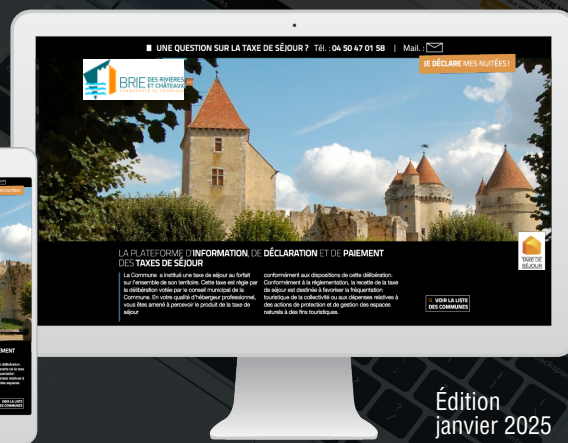 UNE QUESTION SUR LA TAXE DE SÉJOUR ? Tél. : 04 50 47 01 58 | Mail. :
JE DÉCLARE MES NUITÉES !
BRIE DES RIVIÈRES
ET CHÂTEAUX
COMMUNAUTÉ DE COMMUNES
LA PLATEFORME D'INFORMATION, DE DÉCLARATION ET DE PAIEMENT
DES TAXES DE SÉJOUR
La Commune a institué une taxe de séjour au forfait
sur l'ensemble de son territoire. Cette taxe est régie par
la délibération votée par le conseil municipal de la
Commune. En votre qualité d'hébergeur professionnel,
vous êtes amené à percevoir le produit de la taxe de
séjour
conformément aux dispositions de cette délibération.
Conformément à la réglementation, la recette de la taxe
de séjour est destinée à favoriser la fréquentation
touristique de la collectivité ou aux dépenses relatives à
des actions de protection et de gestion des espaces
naturels à des fins touristiques.
TAXE DE
SÉJOUR
VOIR LA LISTE
DES COMMUNES
Édition
janvier 2025